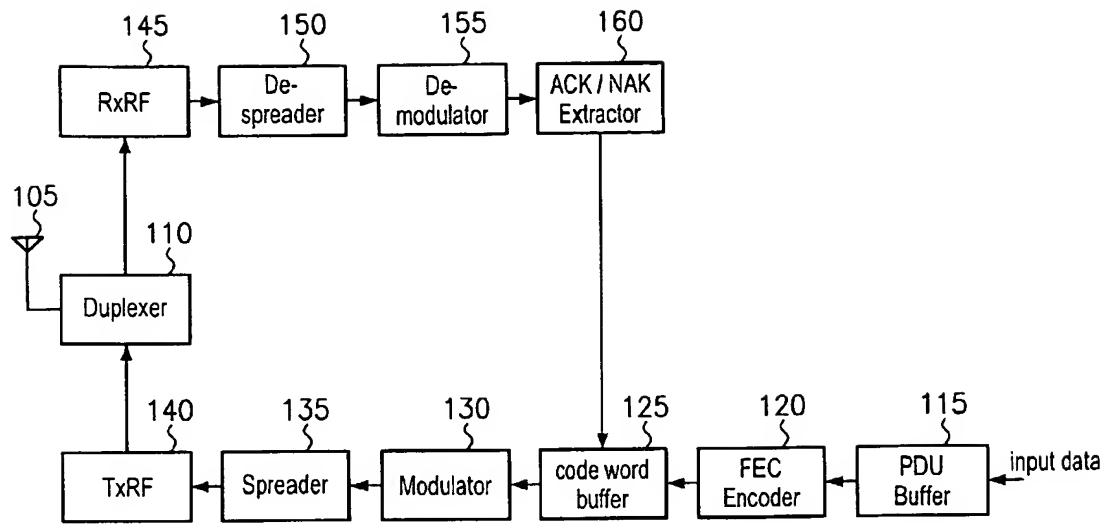 145
150
155
160
RxRF
De-
spreader
De-
modulator
ACK / NAK
Extractor
105
110
Duplexer
140
135
130
125
120
115
TxRF
Spreader
Modulator
code word
buffer
FEC
Encoder
PDU
Buffer
input data